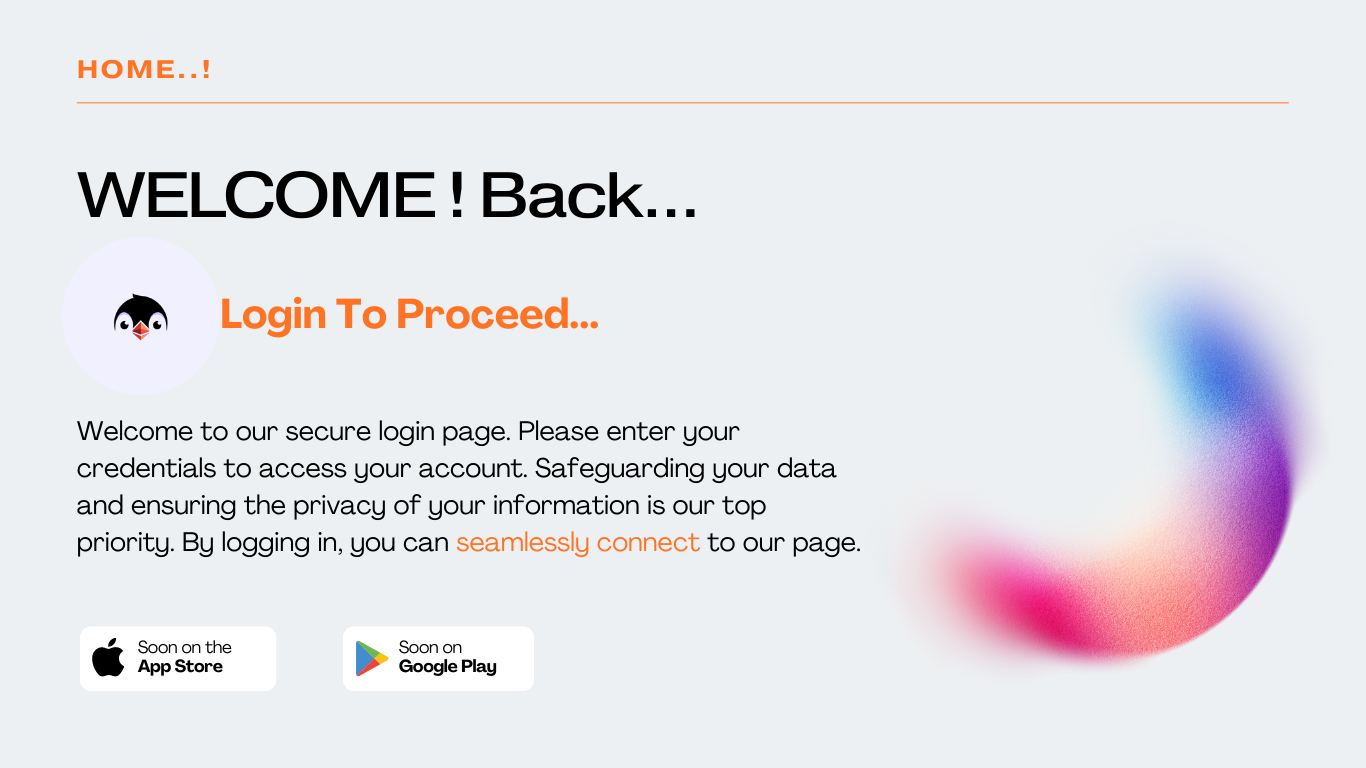 HOME..!
WELCOME ! Back...
Login To Proceed...
Welcome to our secure login page. Please enter your
credentials to access your account. Safeguarding your data
and ensuring the privacy of your information is our top
priority. By logging in, you can seamlessly connect to our page.
Soon on the
App Store
Soon on
Google Play